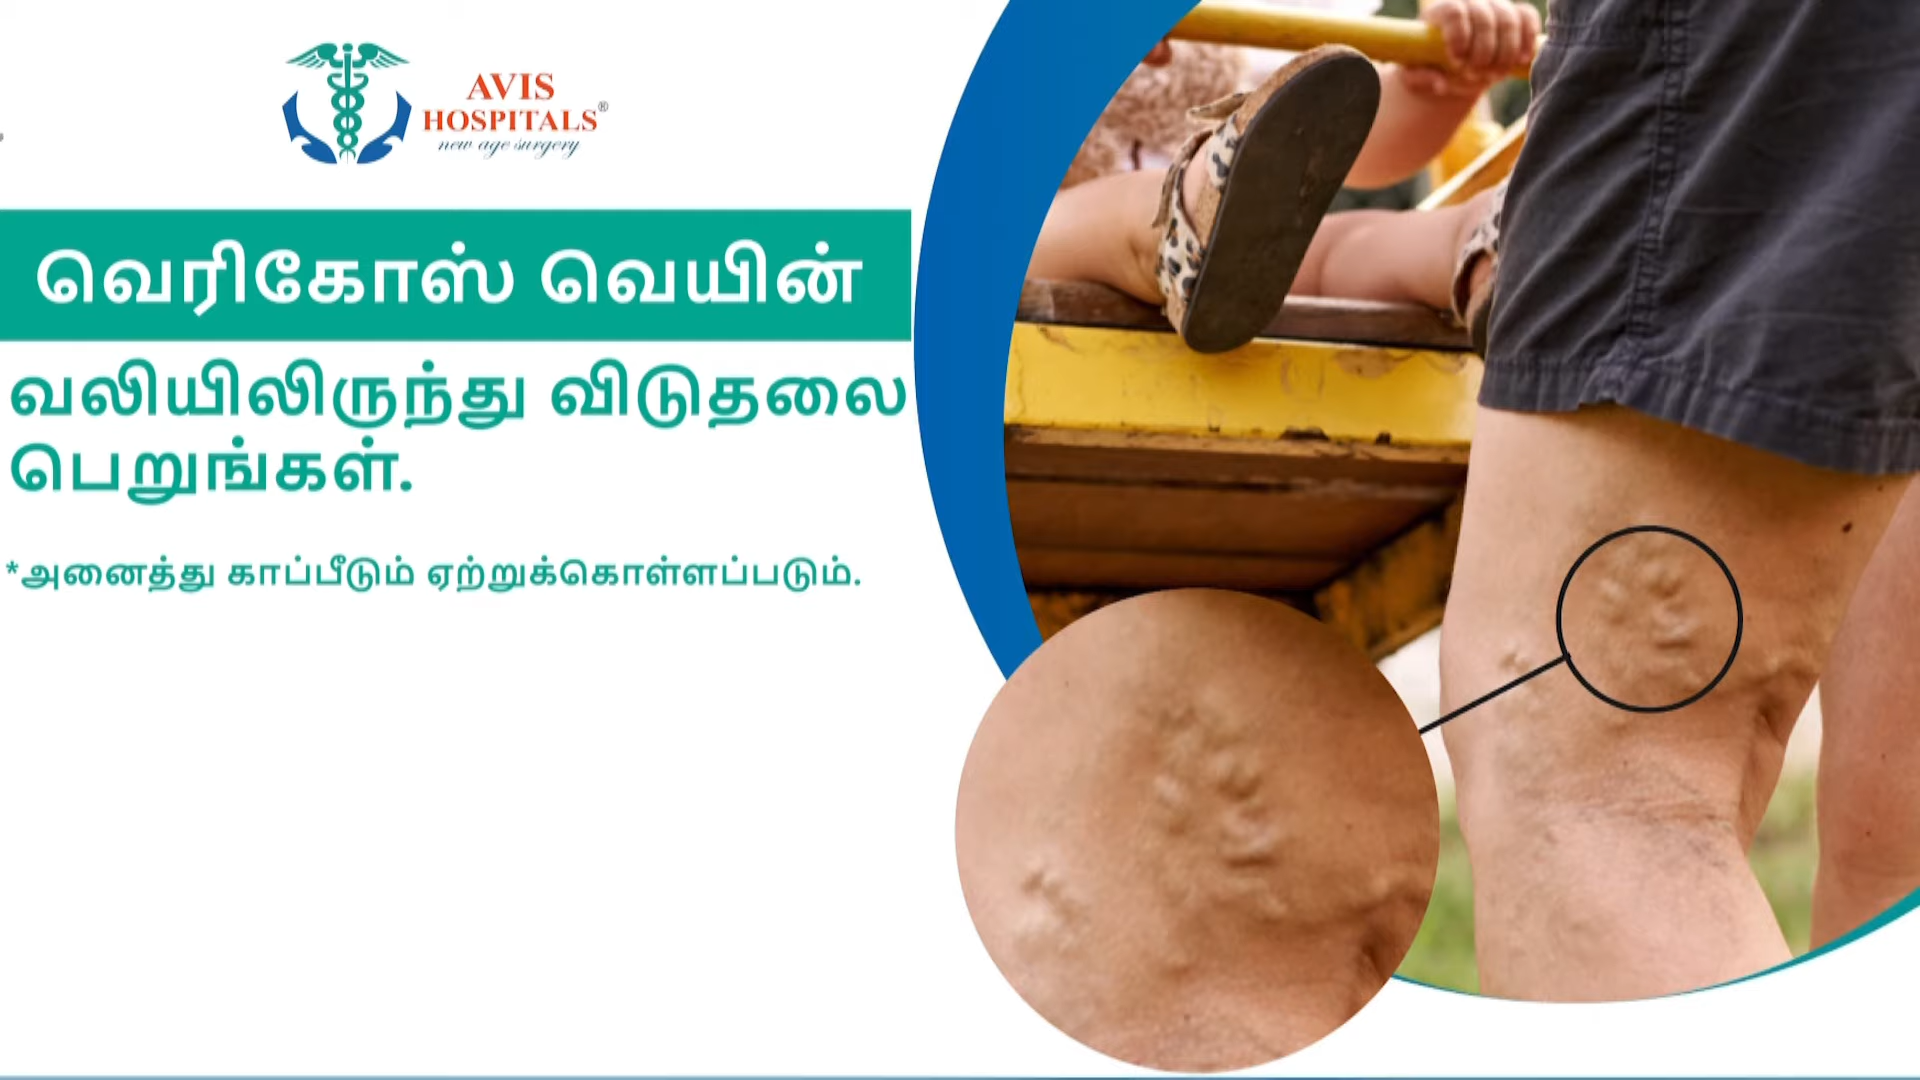 AVIS
HOSPITALS®
new age surgery
வெரிகோஸ் வெயின்
வலியிலிருந்து விடுதலை
பெறுங்கள்.
*அனைத்து காப்பீடும் ஏற்றுக்கொள்ளப்படும்.